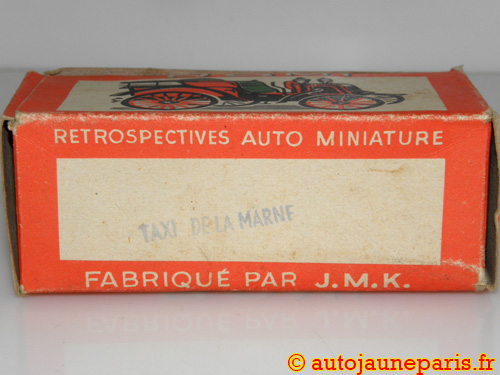 RETROSPECTIVES AUTO MINIATURE
TAXI DE LA MARNE
FABRIQUÉ PAR J.M.K.
© autojauneparis.fr